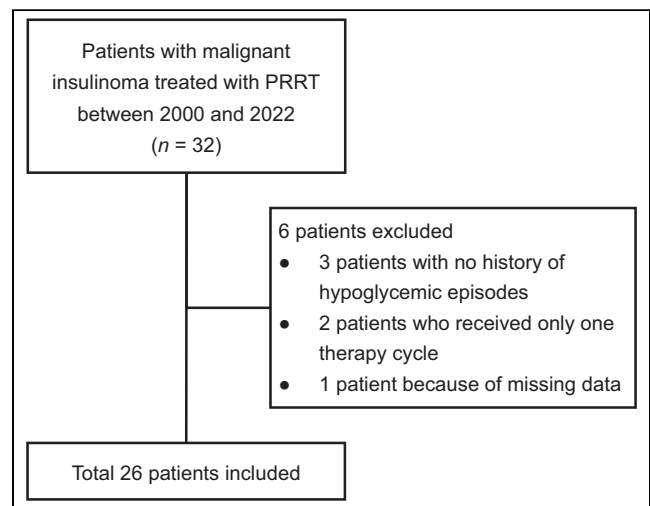 Patients with malignant
insulinoma treated with PRRT
between 2000 and 2022
(n = 32)
6 patients excluded
● 3 patients with no history of
hypoglycemic episodes
● 2 patients who received only one
therapy cycle
● 1 patient because of missing data
Total 26 patients included